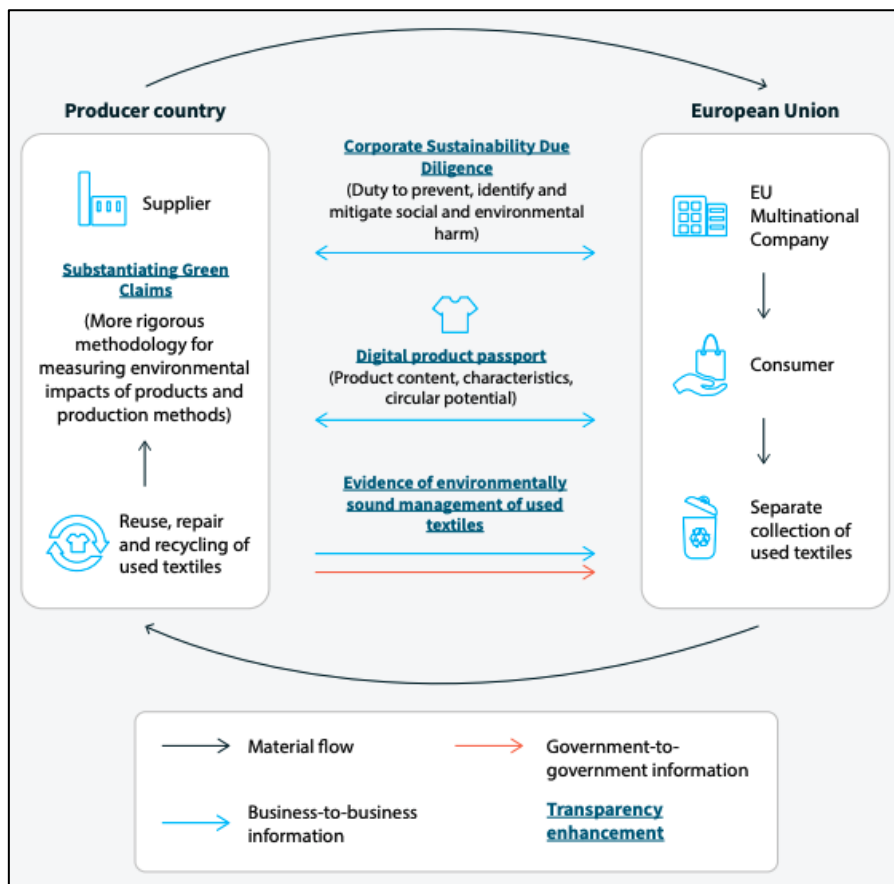 Producer country
Supplier
Substantiating Green
Claims
(More rigorous
methodology for
measuring environmental
impacts of products and
production methods)
Reuse, repair
and recycling of
used textiles
Corporate Sustainability Due
Diligence
(Duty to prevent, identify and
mitigate social and environmental
harm)
Digital product passport
(Product content, characteristics,
circular potential)
Evidence of environmentally
sound management of used
textiles
European Union
EU
Multinational
Company
Consumer
Separate
collection of
used textiles
Material flow
Business-to-business
information
Government-to-
government information
Transparency
enhancement